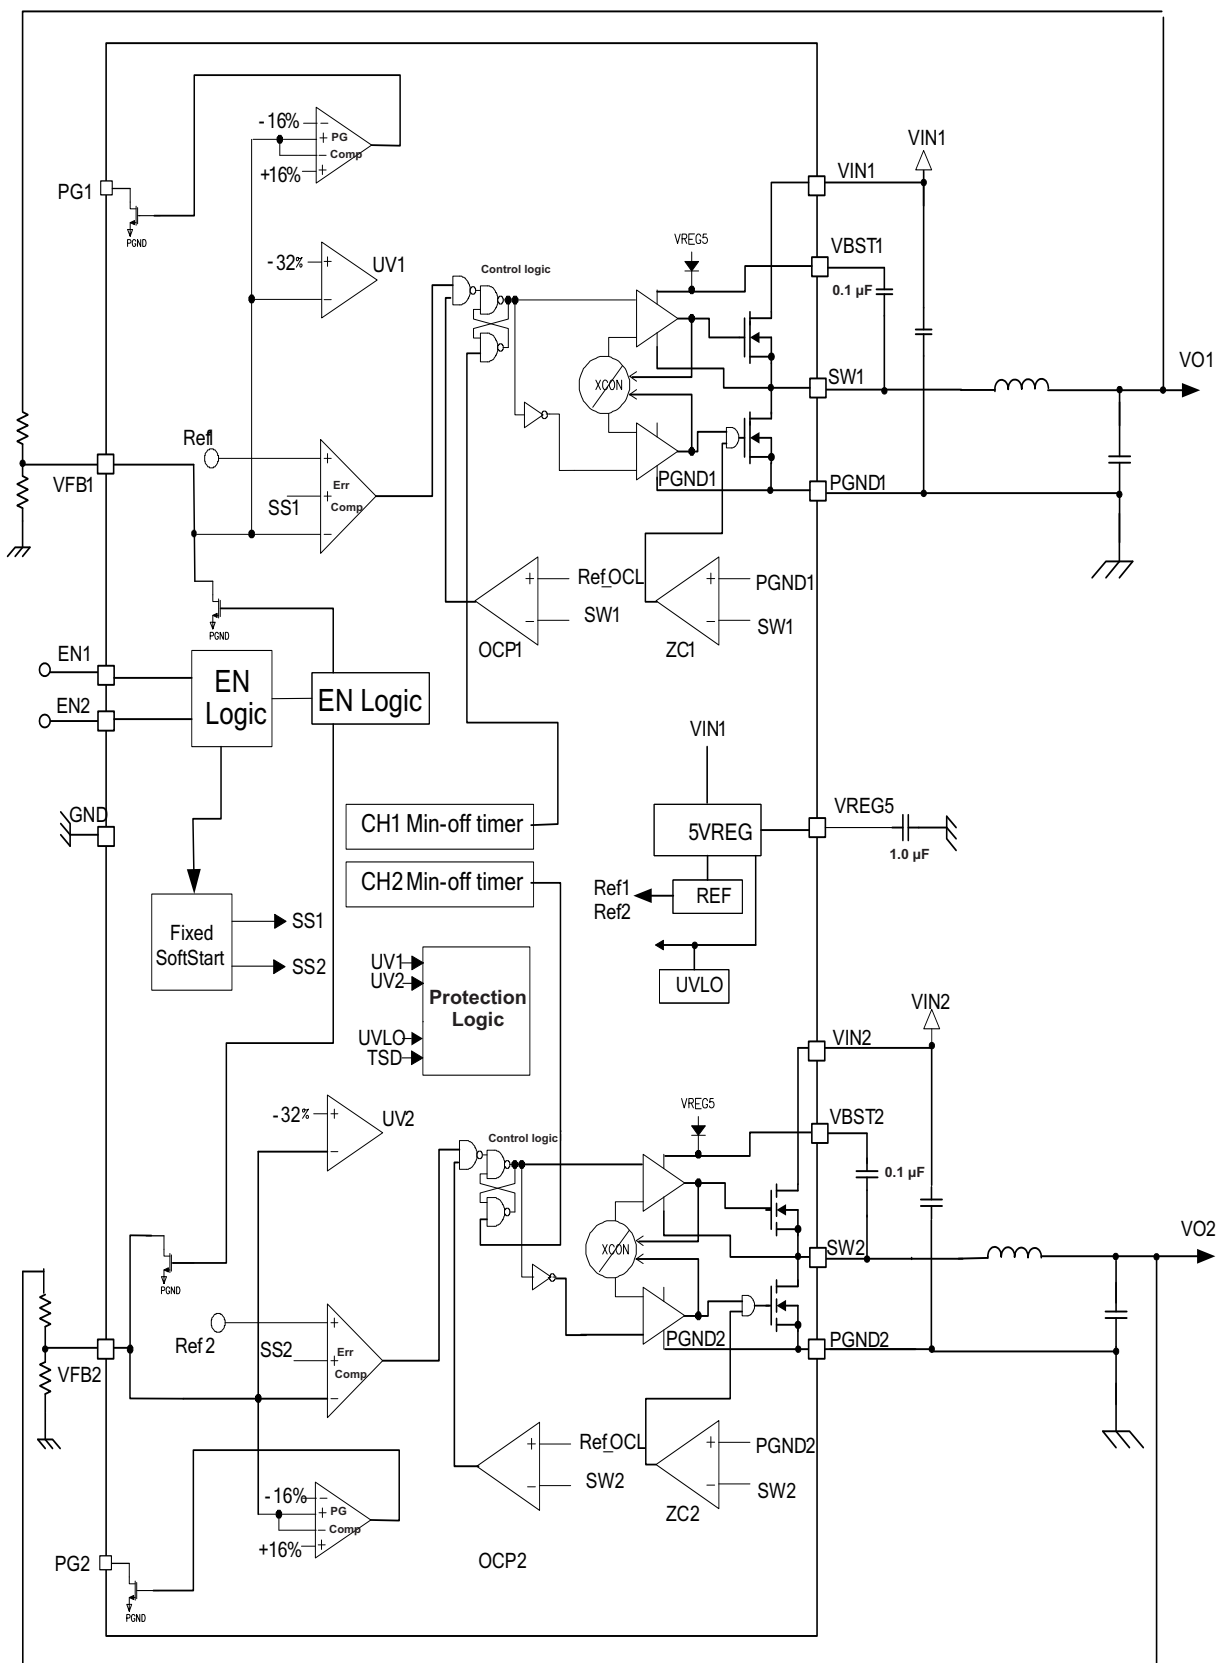 -16%
PG
Comp
+16%
PG1
PGND
-32%
UV1
VIN1
VIN1
VREG5
VBST1
Control logic
0.1 µF
XCON
SW1
VO1
Ref1
VFB1
SS1
Err
Comp
PGND1
PGND1
Ref_OCL
SW1
OCP1
PGND1
SW1
ZC1
PGND
EN1
EN2
EN
Logic
EN Logic
VIN1
GND
CH1 Min-off timer
5VREG
VREG5
1.0 µF
CH2 Min-off timer
REF
Ref1
Ref2
Fixed
SoftStart
SS1
SS2
UV1
UV2
UVLO
TSD
Protection
Logic
UVLO
VIN2
VIN2
-32%
UV2
VREG5
VBST2
Control logic
0.1 µF
XCON
SW2
VO2
PGND
Ref 2
VFB2
SS2
Err
Comp
PGND2
PGND2
Ref_OCL
SW2
OCP2
PGND2
SW2
ZC2
-16%
PG
Comp
+16%
PG2
PGND